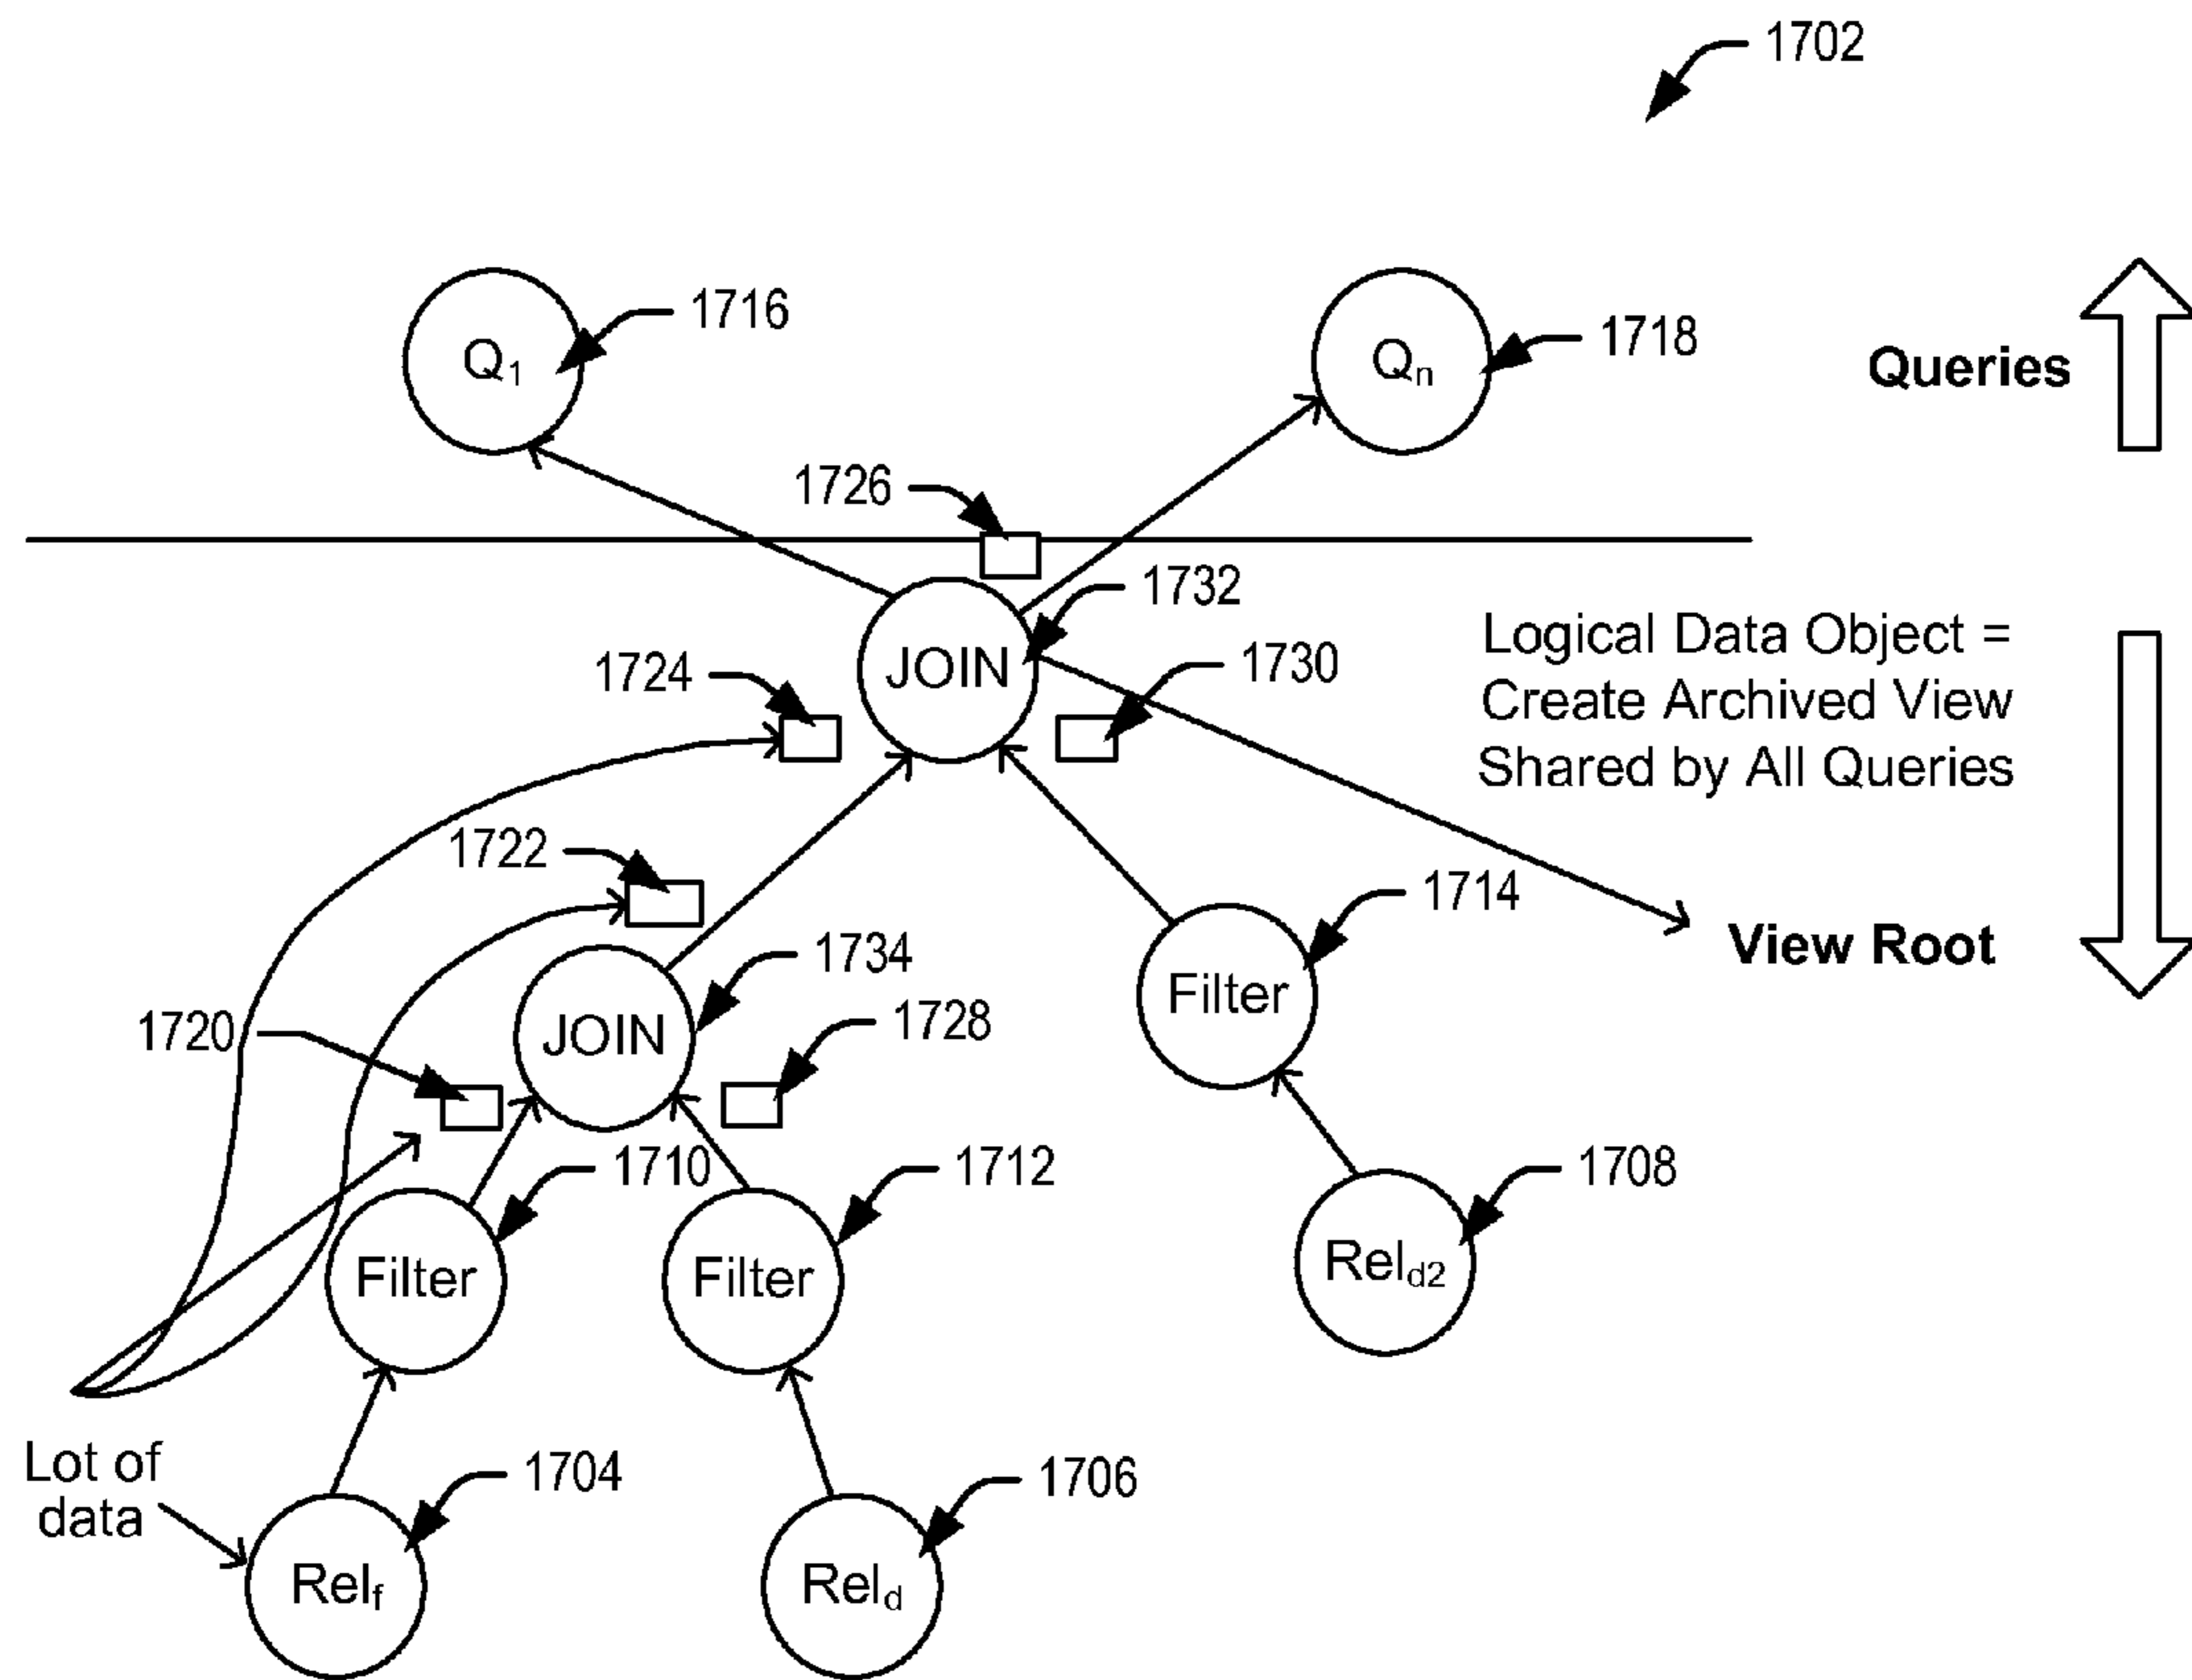 1702
1716
Q1
1718
Qn
Queries
1726
1732
Logical Data Object =
Create Archived View
Shared by All Queries
JOIN
1724
1730
1722
1714
View Root
1734
Filter
1720
JOIN
1728
1710
1712
1708
Filter
Filter
Reld2
Lot of
data
1704
1706
Relf
Reld